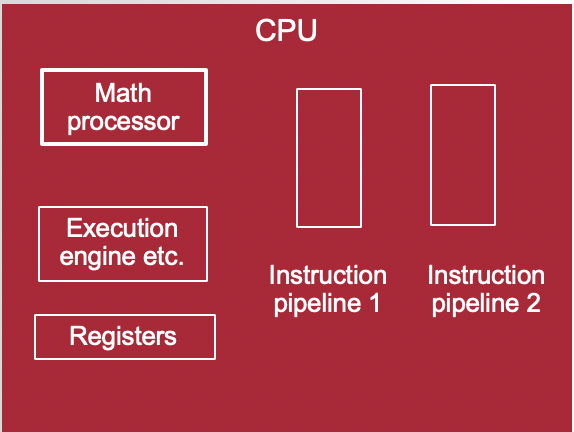 CPU
Math
processor
Execution
engine etc.
Registers
Instruction
pipeline 1
Instruction
pipeline 2